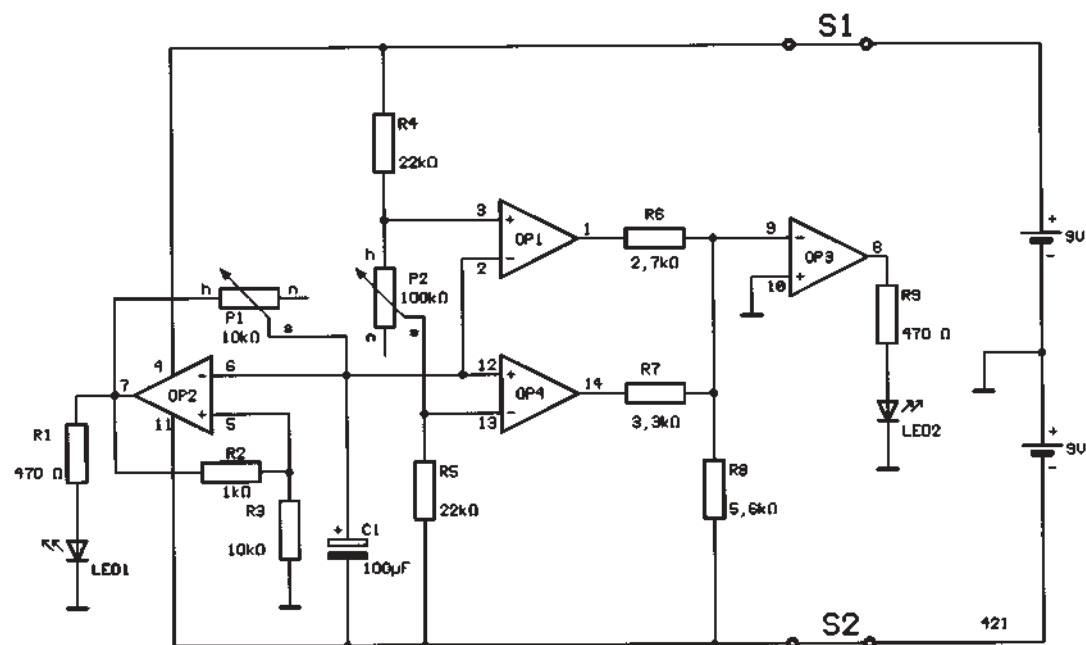 S1
R4
22kΩ
3
+
OP1
1
2
-
R6
2,7kΩ
9
-
OP3
8
+
10
+
9V
-
h
n
P1
10kΩ
s
h
P2
100kΩ
s
n
R9
470 Ω
4
7
OP2
-
6
+
5
11
12
+
OP4
14
-
13
R7
3,3kΩ
LED2
+
9V
-
R1
470 Ω
R2
1kΩ
R3
10kΩ
R5
22kΩ
R8
5,6kΩ
+
C1
100µF
LED1
S2
421